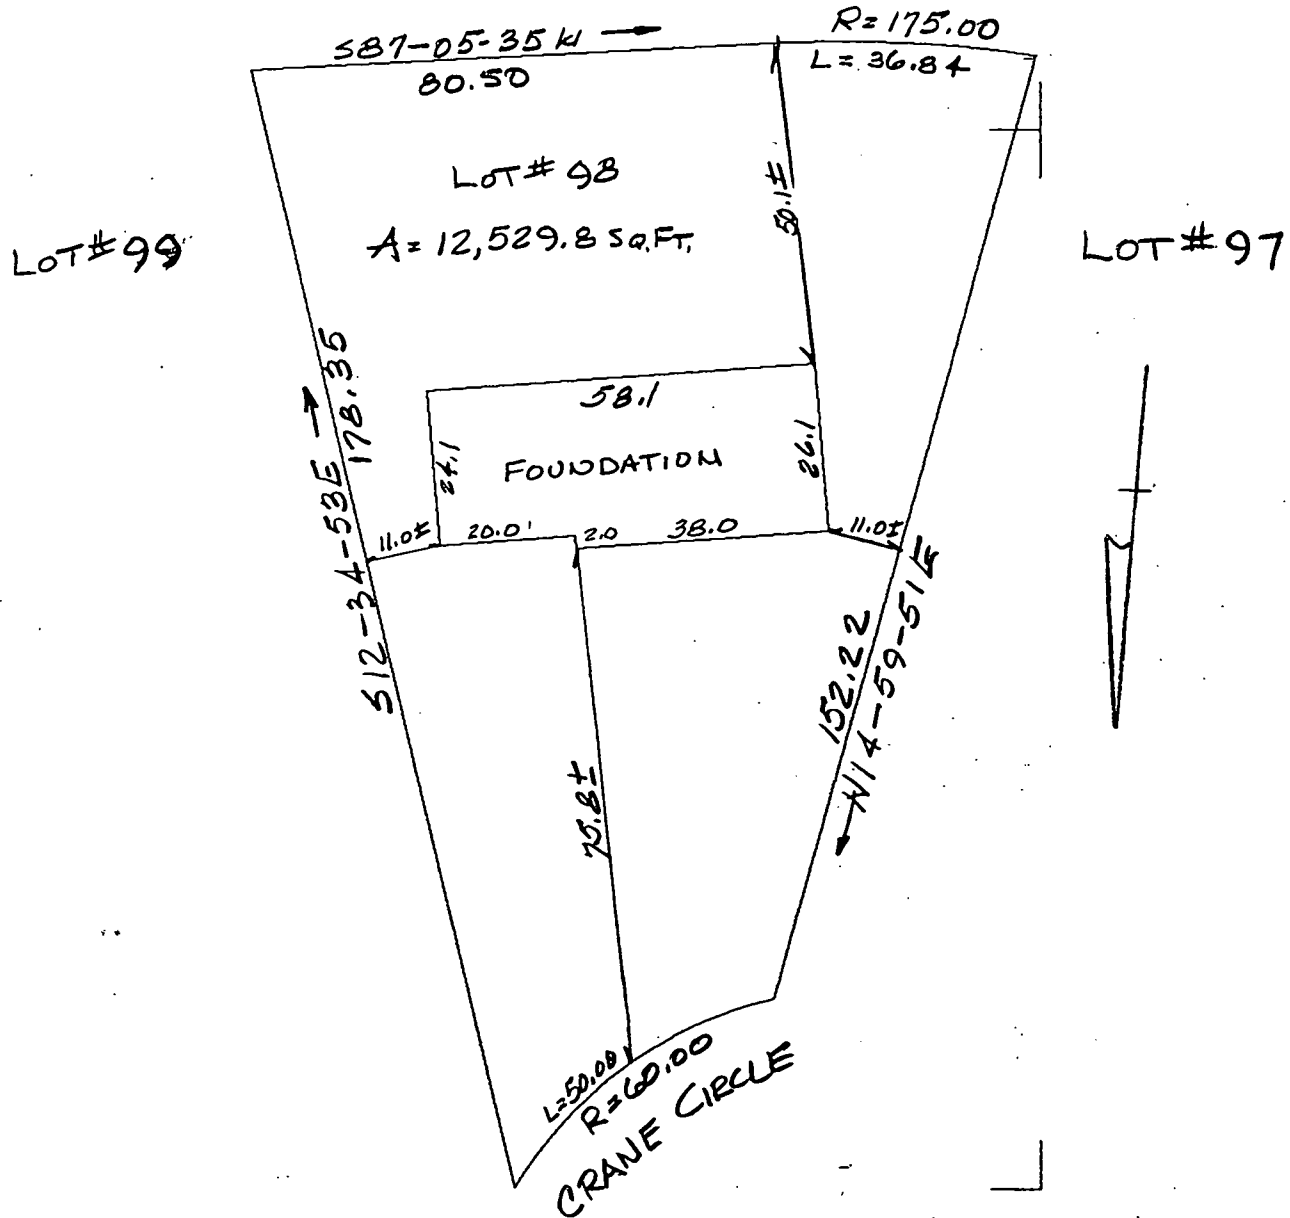 S87-05-35 W
80.50
R=175.00
L=36.84
LOT # 98
A= 12,529.8 SQ.FT.
LOT # 99
LOT # 97
50.1±
178.35
S12-34-53E
58.1
24.1
FOUNDATION
26.1
11.0±
20.0'
2.0
38.0
11.0±
152.22
N14-59-51E
75.8±
L=50.00
R=60.00
CRANE CIRCLE